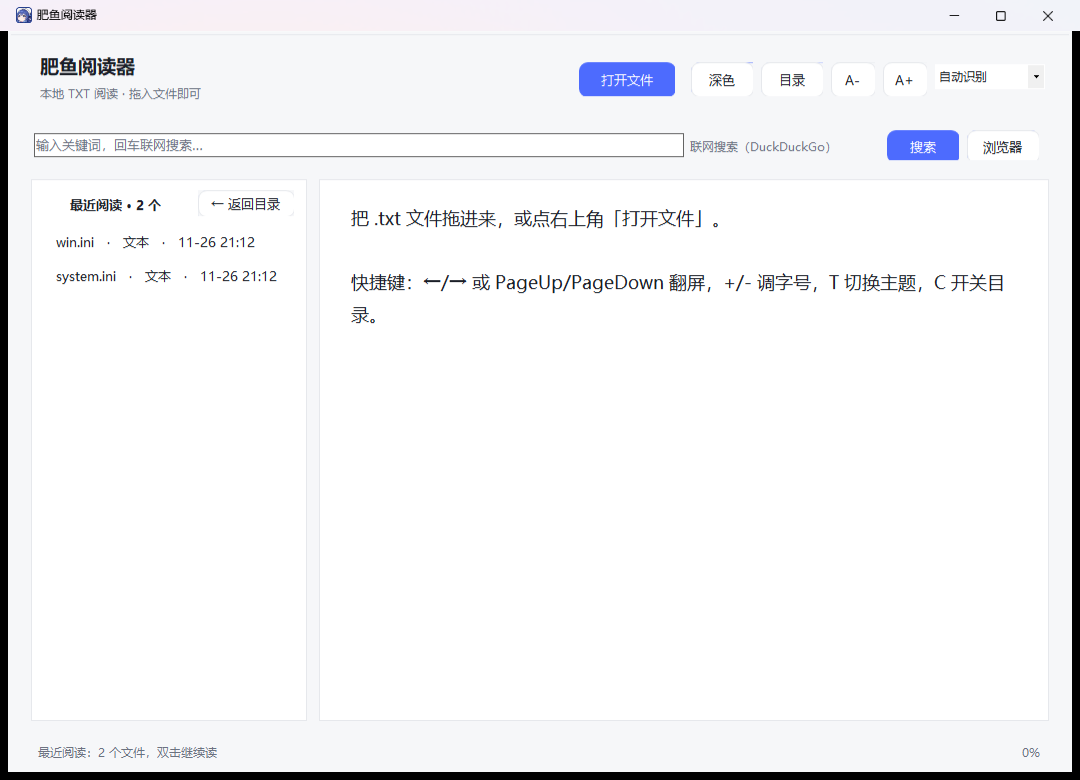 肥鱼阅读器
肥鱼阅读器
本地 TXT 阅读 · 拖入文件即可
打开文件
深色
目录
A-
A+
自动识别
输入关键词，回车联网搜索...
联网搜索（DuckDuckGo）
搜索
浏览器
最近阅读 • 2 个
← 返回目录
win.ini · 文本 · 11-26 21:12
system.ini · 文本 · 11-26 21:12
把 .txt 文件拖进来，或点右上角「打开文件」。
快捷键：←/→ 或 PageUp/PageDown 翻屏，+/- 调字号，T 切换主题，C 开关目
录。
最近阅读：2 个文件，双击继续读
0%